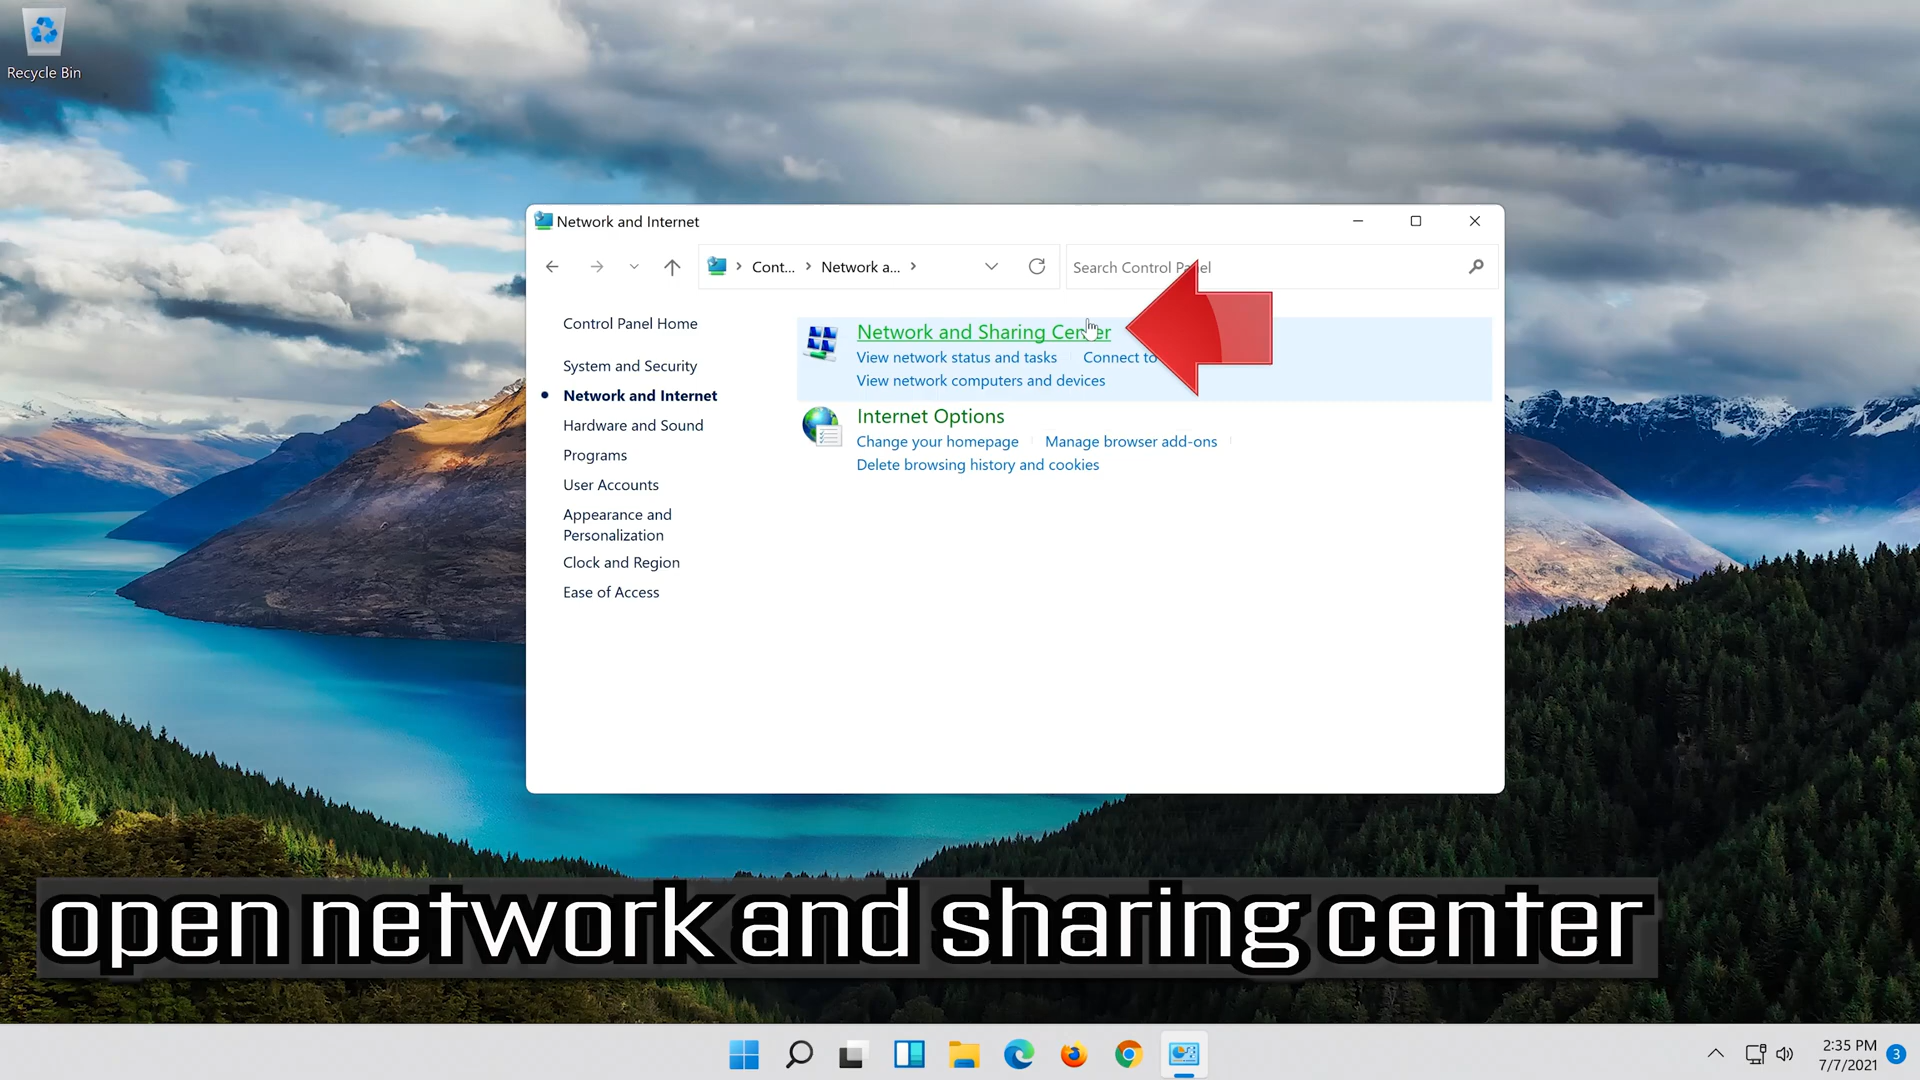 Recycle Bin
Network and Internet
Cont...
Network a...
Search Control Panel
Control Panel Home
System and Security
Network and Internet
Hardware and Sound
Programs
User Accounts
Appearance and
Personalization
Clock and Region
Ease of Access
Network and Sharing Center
View network status and tasks
Connect to
View network computers and devices
Internet Options
Change your homepage
Manage browser add-ons
Delete browsing history and cookies
open network and sharing center
2:35 PM
7/7/2021
3